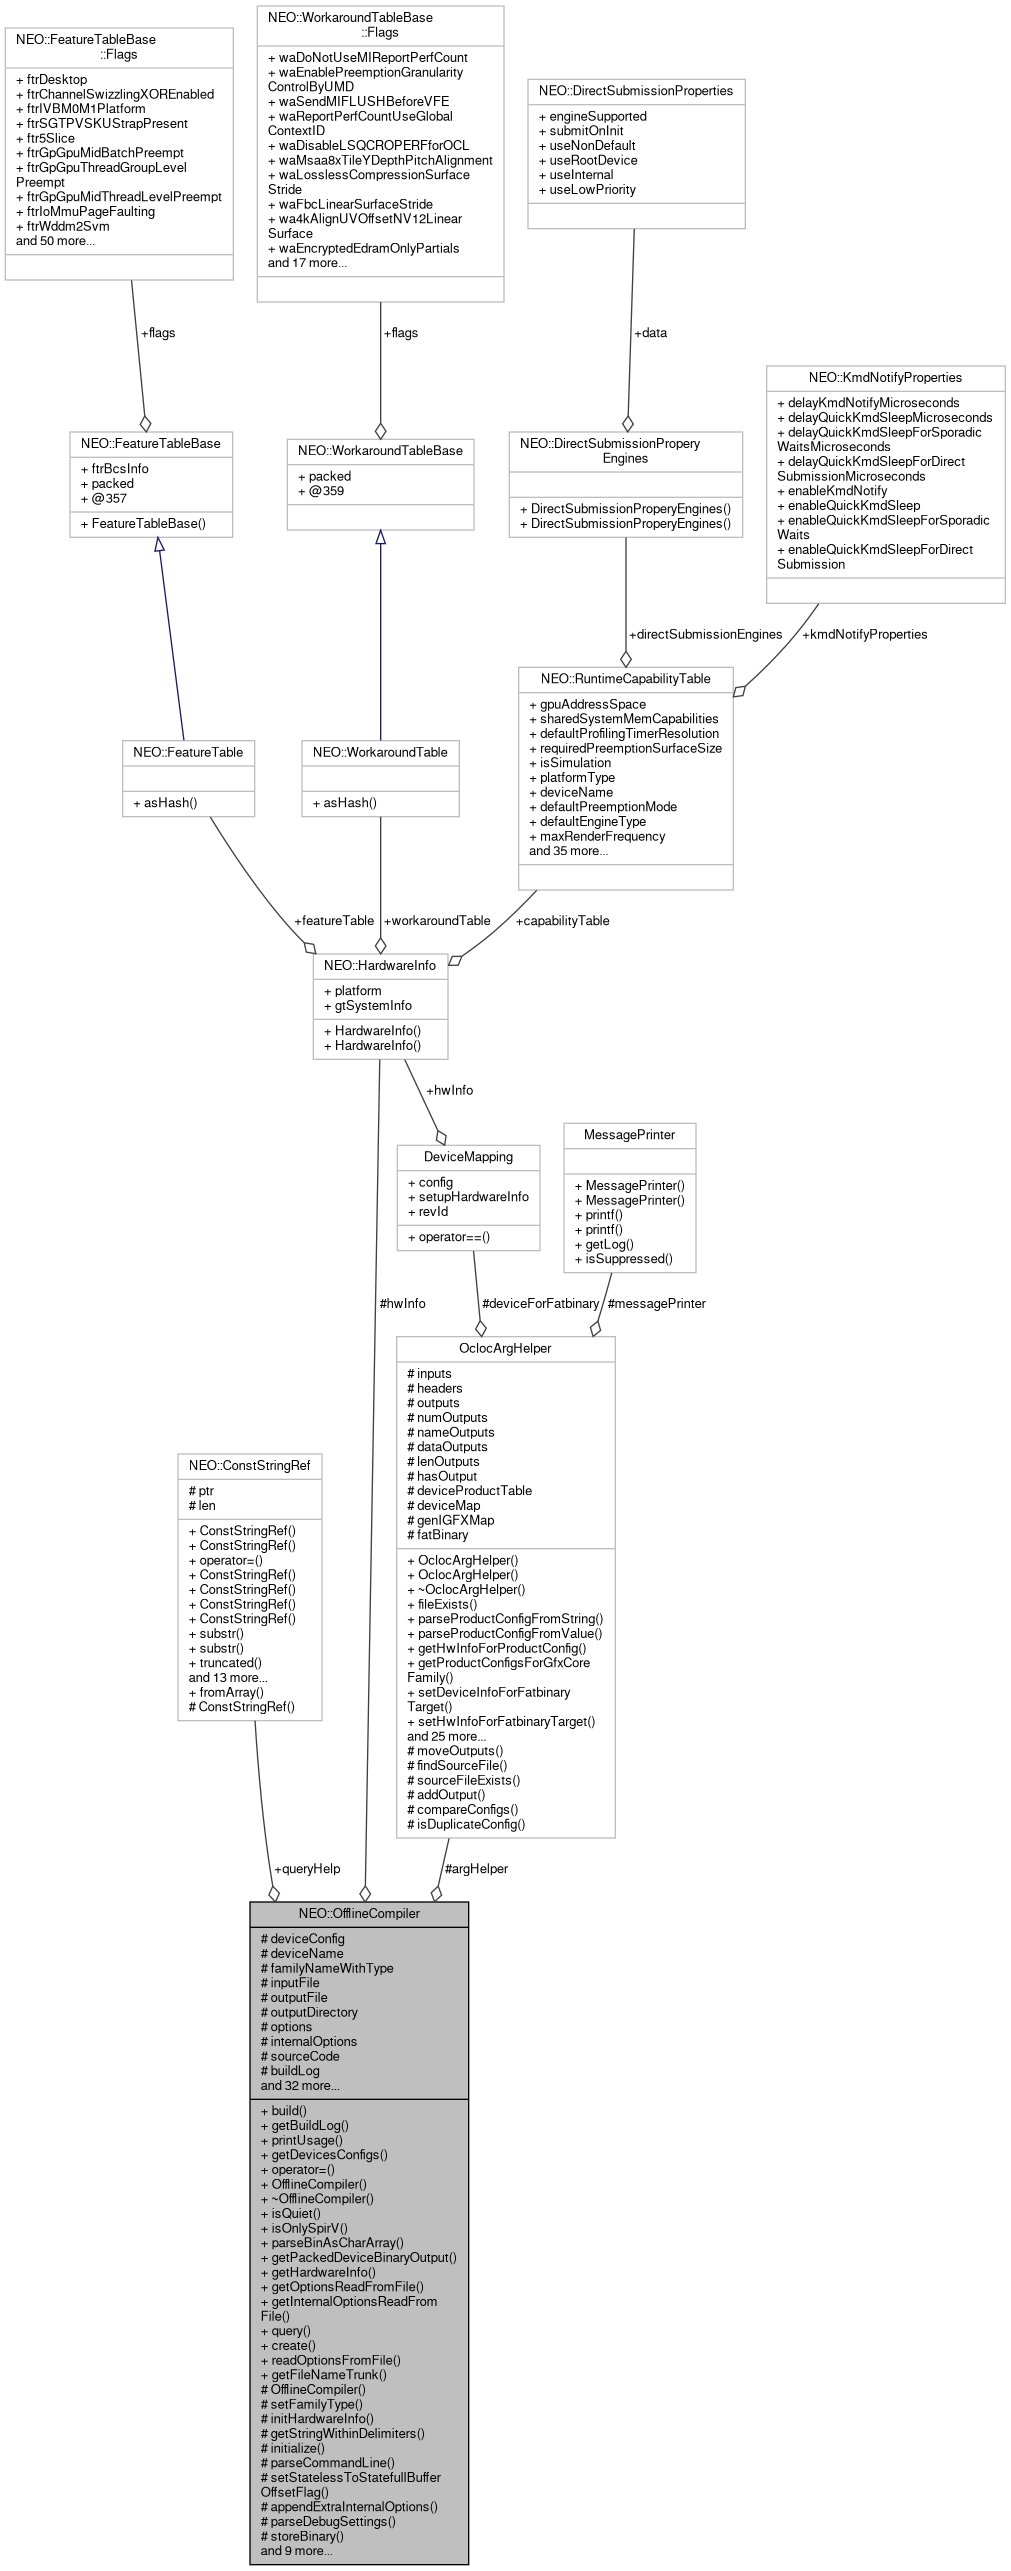 NEO::FeatureTableBase
::Flags
+ ftrDesktop
+ ftrChannelSwizzlingXOREnabled
+ ftrIVBM0M1Platform
+ ftrSGTPVSKUStrapPresent
+ ftr5Slice
+ ftrGpGpuMidBatchPreempt
+ ftrGpGpuThreadGroupLevel
Preempt
+ ftrGpGpuMidThreadLevelPreempt
+ ftrIoMmuPageFaulting
+ ftrWddm2Svm
and 50 more...
NEO::WorkaroundTableBase
::Flags
+ waDoNotUseMIReportPerfCount
+ waEnablePreemptionGranularity
ControlByUMD
+ waSendMIFLUSHBeforeVFE
+ waReportPerfCountUseGlobal
ContextID
+ waDisableLSQCROPERFforOCL
+ waMsaa8xTileYDepthPitchAlignment
+ waLosslessCompressionSurface
Stride
+ waFbcLinearSurfaceStride
+ wa4kAlignUVOffsetNV12Linear
Surface
+ waEncryptedEdramOnlyPartials
and 17 more...
NEO::DirectSubmissionProperties
+ engineSupported
+ submitOnInit
+ useNonDefault
+ useRootDevice
+ useInternal
+ useLowPriority
+flags
+flags
+data
NEO::KmdNotifyProperties
+ delayKmdNotifyMicroseconds
+ delayQuickKmdSleepMicroseconds
+ delayQuickKmdSleepForSporadic
WaitsMicroseconds
+ delayQuickKmdSleepForDirect
SubmissionMicroseconds
+ enableKmdNotify
+ enableQuickKmdSleep
+ enableQuickKmdSleepForSporadic
Waits
+ enableQuickKmdSleepForDirect
Submission
NEO::FeatureTableBase
+ ftrBcsInfo
+ packed
+ @357
+ FeatureTableBase()
NEO::WorkaroundTableBase
+ packed
+ @359
NEO::DirectSubmissionPropery
Engines
+ DirectSubmissionProperyEngines()
+ DirectSubmissionProperyEngines()
+directSubmissionEngines
+kmdNotifyProperties
NEO::FeatureTable
+ asHash()
NEO::WorkaroundTable
+ asHash()
NEO::RuntimeCapabilityTable
+ gpuAddressSpace
+ sharedSystemMemCapabilities
+ defaultProfilingTimerResolution
+ requiredPreemptionSurfaceSize
+ isSimulation
+ platformType
+ deviceName
+ defaultPreemptionMode
+ defaultEngineType
+ maxRenderFrequency
and 35 more...
+featureTable
+workaroundTable
+capabilityTable
NEO::HardwareInfo
+ platform
+ gtSystemInfo
+ HardwareInfo()
+ HardwareInfo()
+hwInfo
DeviceMapping
+ config
+ setupHardwareInfo
+ revId
+ operator==()
MessagePrinter
+ MessagePrinter()
+ MessagePrinter()
+ printf()
+ printf()
+ getLog()
+ isSuppressed()
#hwInfo
#deviceForFatbinary
#messagePrinter
OclocArgHelper
# inputs
# headers
# outputs
# numOutputs
# nameOutputs
# dataOutputs
# lenOutputs
# hasOutput
# deviceProductTable
# deviceMap
# genIGFXMap
# fatBinary
+ OclocArgHelper()
+ OclocArgHelper()
+ ~OclocArgHelper()
+ fileExists()
+ parseProductConfigFromString()
+ parseProductConfigFromValue()
+ getHwInfoForProductConfig()
+ getProductConfigsForGfxCore
Family()
+ setDeviceInfoForFatbinary
Target()
+ setHwInfoForFatbinaryTarget()
and 25 more...
# moveOutputs()
# findSourceFile()
# sourceFileExists()
# addOutput()
# compareConfigs()
# isDuplicateConfig()
NEO::ConstStringRef
# ptr
# len
+ ConstStringRef()
+ ConstStringRef()
+ operator=()
+ ConstStringRef()
+ ConstStringRef()
+ ConstStringRef()
+ ConstStringRef()
+ substr()
+ substr()
+ truncated()
and 13 more...
+ fromArray()
# ConstStringRef()
+queryHelp
#argHelper
NEO::OfflineCompiler
# deviceConfig
# deviceName
# familyNameWithType
# inputFile
# outputFile
# outputDirectory
# options
# internalOptions
# sourceCode
# buildLog
and 32 more...
+ build()
+ getBuildLog()
+ printUsage()
+ getDevicesConfigs()
+ operator=()
+ OfflineCompiler()
+ ~OfflineCompiler()
+ isQuiet()
+ isOnlySpirV()
+ parseBinAsCharArray()
+ getPackedDeviceBinaryOutput()
+ getHardwareInfo()
+ getOptionsReadFromFile()
+ getInternalOptionsReadFrom
File()
+ query()
+ create()
+ readOptionsFromFile()
+ getFileNameTrunk()
# OfflineCompiler()
# setFamilyType()
# initHardwareInfo()
# getStringWithinDelimiters()
# initialize()
# parseCommandLine()
# setStatelessToStatefullBuffer
OffsetFlag()
# appendExtraInternalOptions()
# parseDebugSettings()
# storeBinary()
and 9 more...